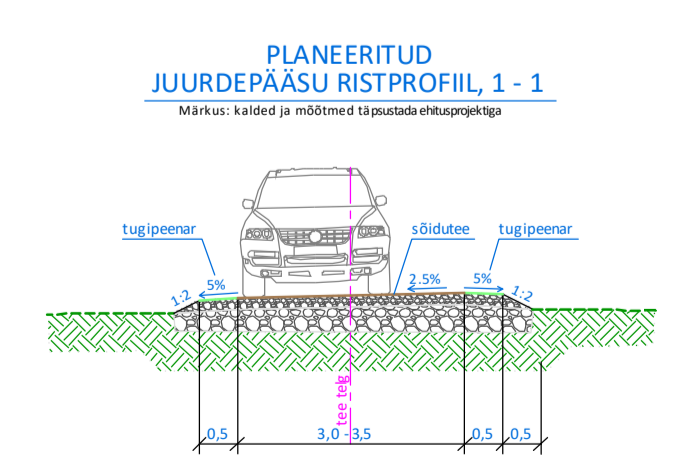 PLANEERITUD
JUURDEPÄÄSU RISTPROFIIL, 1 - 1
Märkus: kalded ja mõõtmed täpsustada ehitusprojektiga
tugipeenar
sõidutee
tugipeenar
1:2
5%
2.5%
5%
1:2
tee telg
0,5
3,0 - 3,5
0,5
0,5